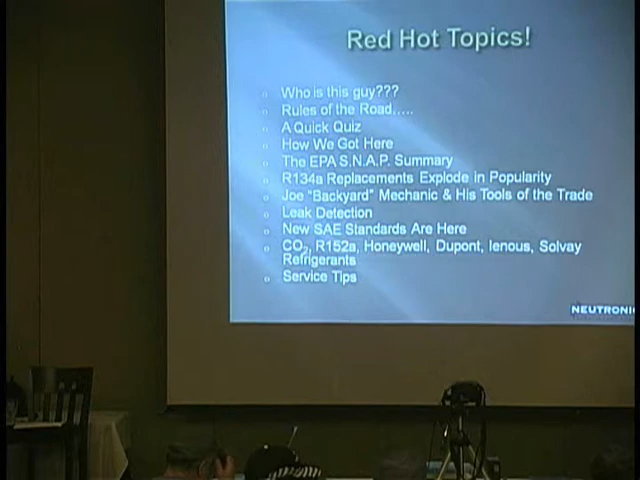 Red Hot Topics!
Who is this guy???
Rules of the Road.....
A Quick Quiz
How We Got Here
The EPA S.N.A.P. Summary
R134a Replacements Explode in Popularity
Joe "Backyard" Mechanic & His Tools of the Trade
Leak Detection
New SAE Standards Are Here
CO2, R152a, Honeywell, Dupont, Ienous, Solvay
Refrigerants
Service Tips
NEUTRONI